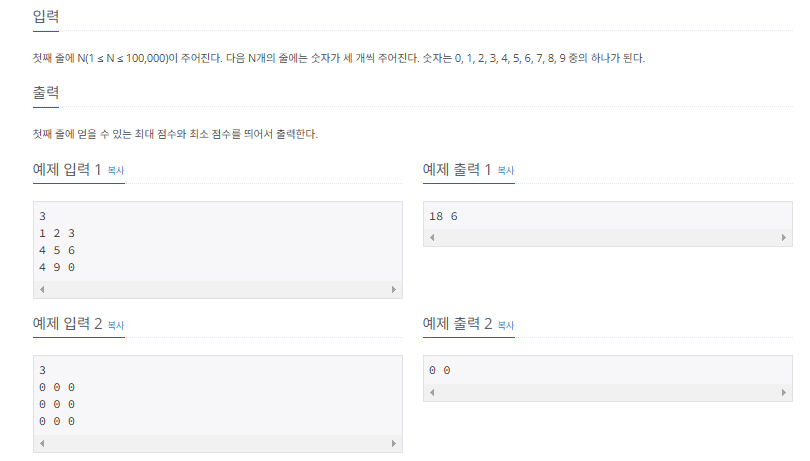 입력
첫째 줄에 N(1 ≤ N ≤ 100,000)이 주어진다. 다음 N개의 줄에는 숫자가 세 개씩 주어진다. 숫자는 0, 1, 2, 3, 4, 5, 6, 7, 8, 9 중의 하나가 된다.
출력
첫째 줄에 얻을 수 있는 최대 점수와 최소 점수를 띄어서 출력한다.
예제 입력 1 복사
3
1 2 3
4 5 6
4 9 0
예제 출력 1 복사
18 6
예제 입력 2 복사
3
0 0 0
0 0 0
0 0 0
예제 출력 2 복사
0 0